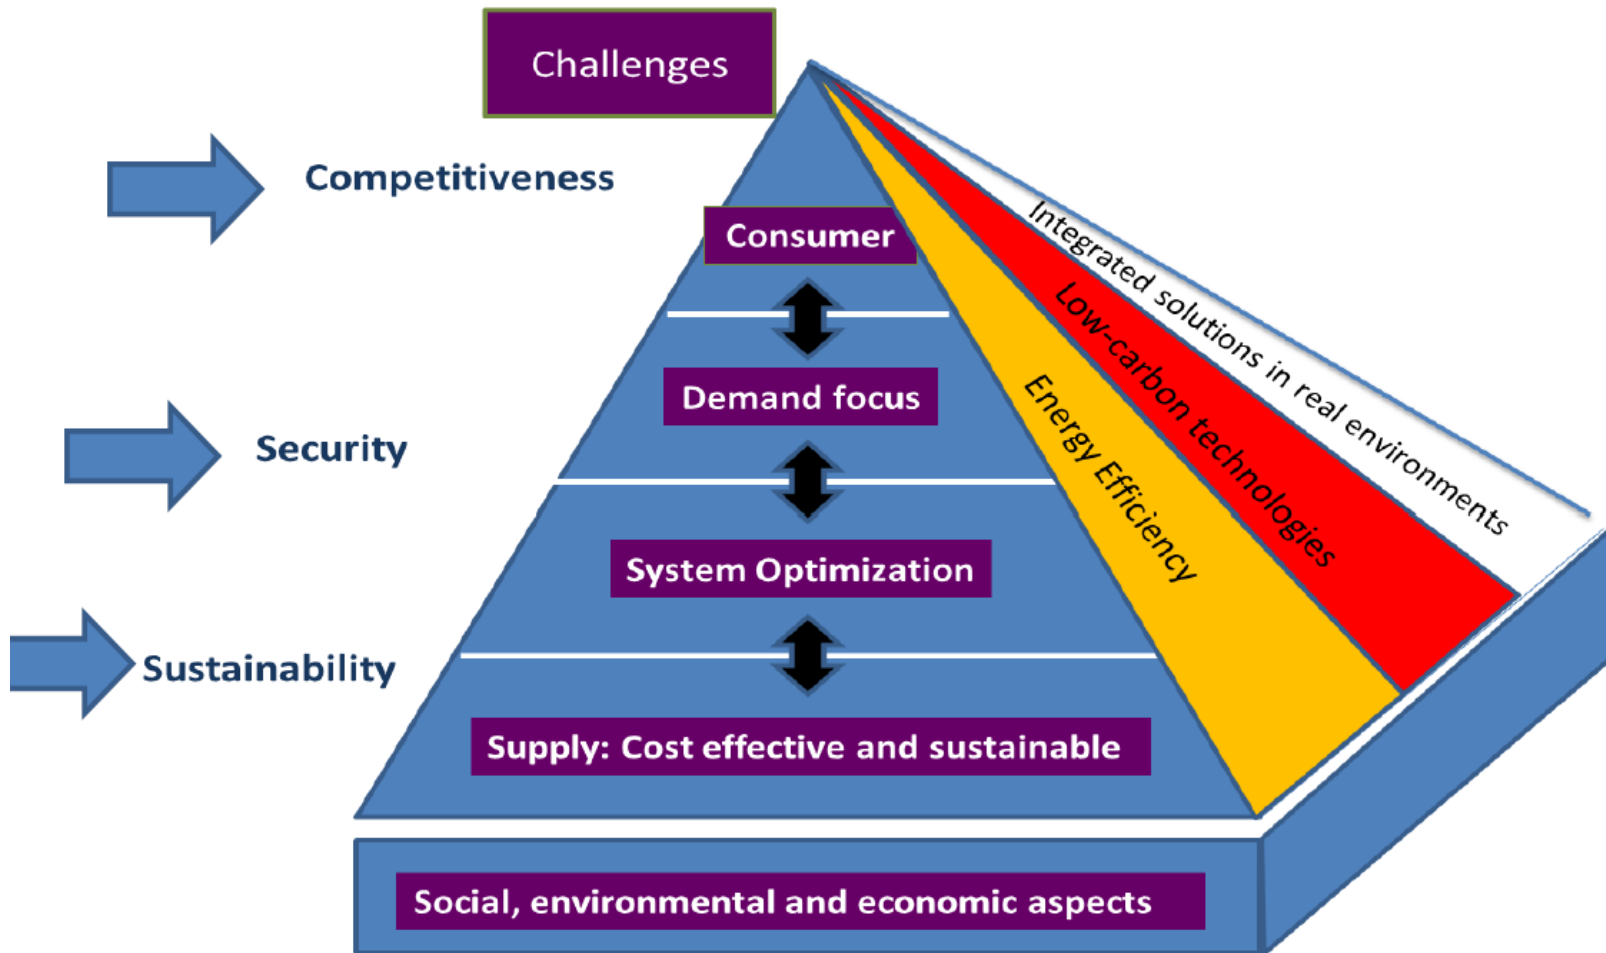 Challenges
Competitiveness
Consumer
Integrated solutions in real environments
Low-carbon technologies
Energy Efficiency
Demand focus
Security
System Optimization
Sustainability
Supply: Cost effective and sustainable
Social, environmental and economic aspects